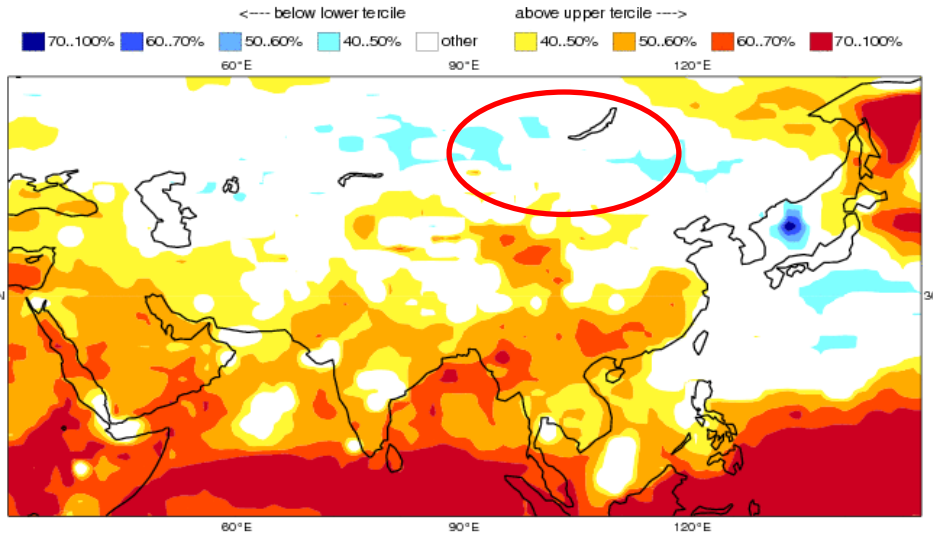 <---- below lower tercile above upper tercile ---->
70..100% 60..70% 50..60% 40..50% other 40..50% 50..60% 60..70% 70..100%
60°E 90°E 120°E
60°E 90°E 120°E